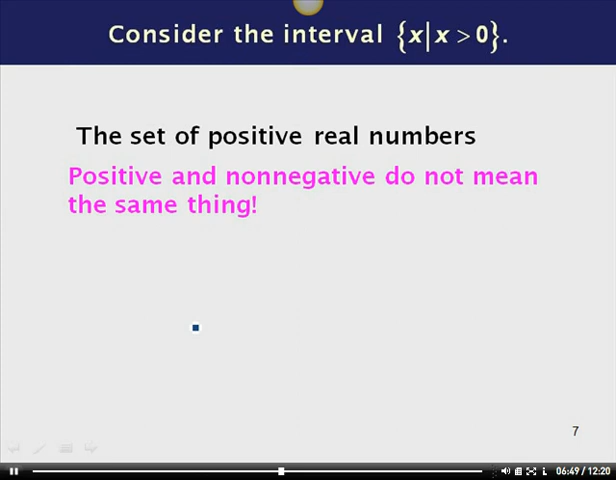 Consider the interval {x|x > 0}.
The set of positive real numbers
Positive and nonnegative do not mean
the same thing!
7
06:49 / 12:20